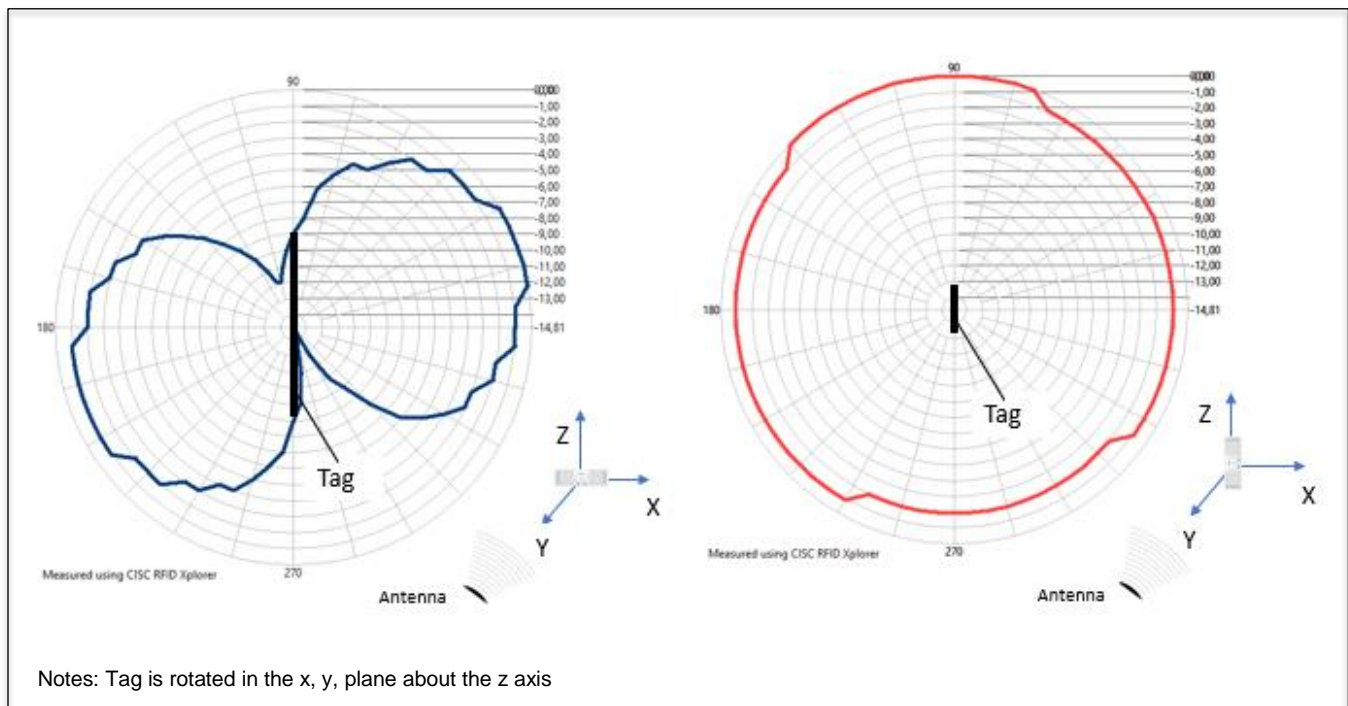 90
-1,00
-2,00
-3,00
-4,00
-5,00
-6,00
-7,00
-8,00
-9,00
-10,00
-11,00
-12,00
-13,00
-14,81
180
Tag
Z
X
Y
270
Measured using CISC RFID Xplorer
Antenna
90
-1,00
-2,00
-3,00
-4,00
-5,00
-6,00
-7,00
-8,00
-9,00
-10,00
-11,00
-12,00
-13,00
-14,81
180
Tag
Z
X
Y
270
Measured using CISC RFID Xplorer
Antenna
Notes: Tag is rotated in the x, y, plane about the z axis